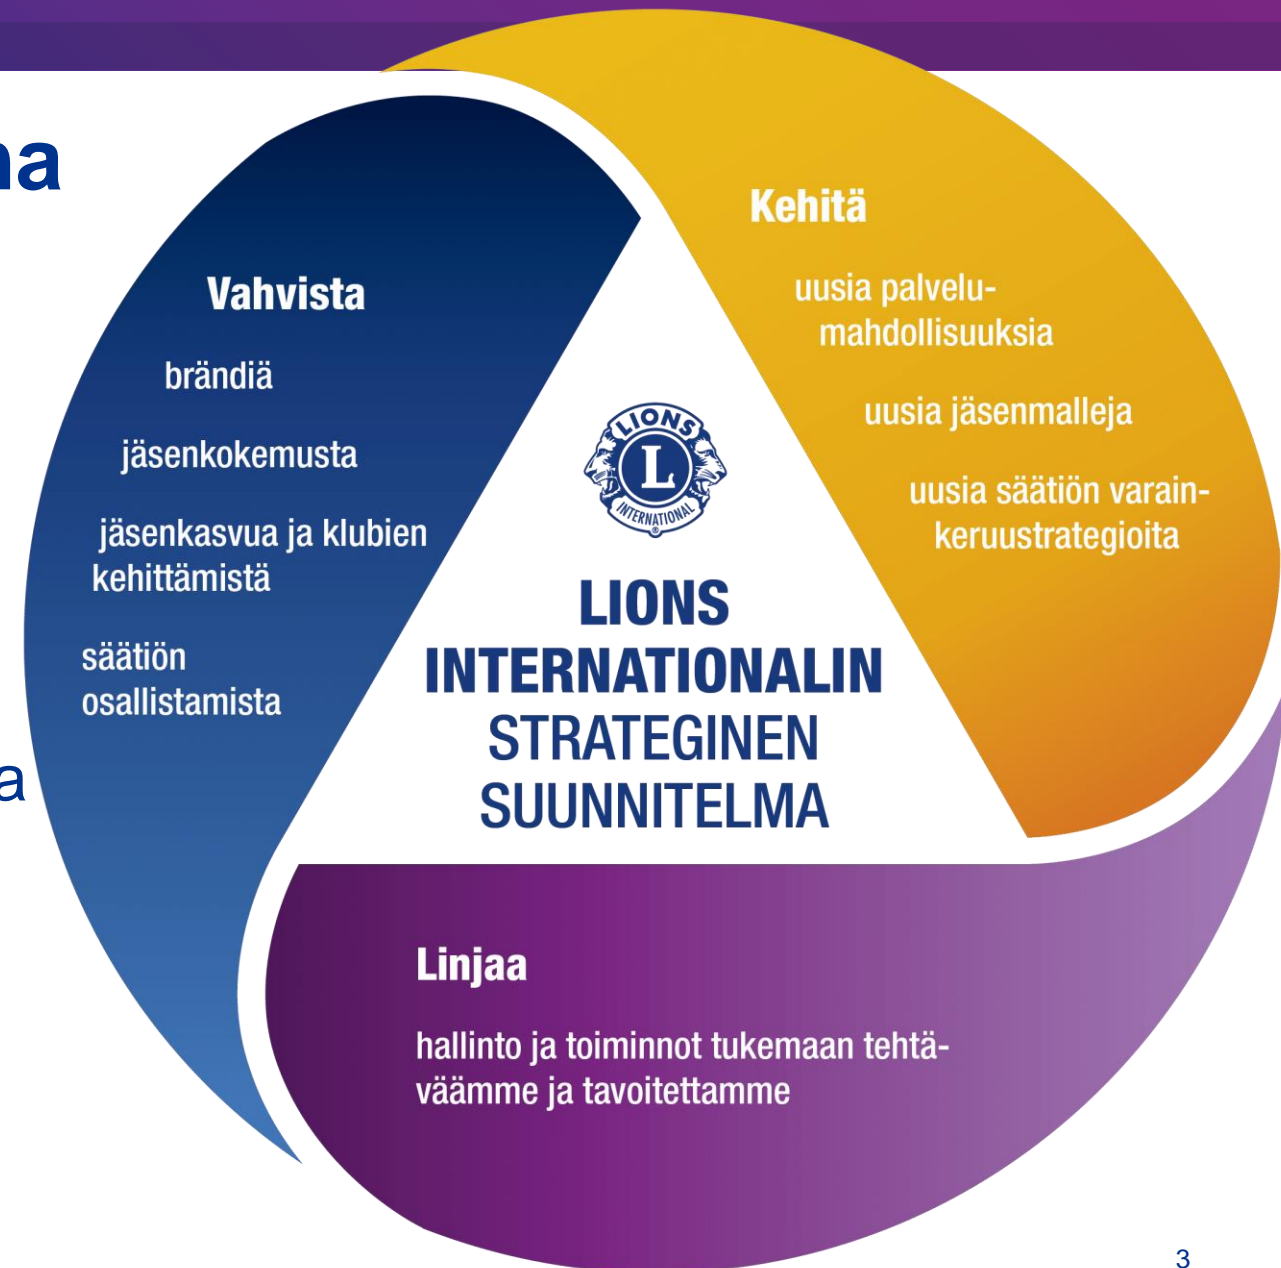 na
Vahvista
brändiä
jäsenkokemusta
jäsenkasvua ja klubien
kehittämistä
säätiön
osallistamista
a
Kehitä
uusia palvelu-
mahdollisuuksia
uusia jäsenmalleja
uusia säätiön varain-
keruustrategioita
LIONS
L
INTERNATIONAL
®
LIONS
INTERNATIONALIN
STRATEGINEN
SUUNNITELMA
Linjaa
hallinto ja toiminnot tukemaan tehtä-
väämme ja tavoitettamme
3